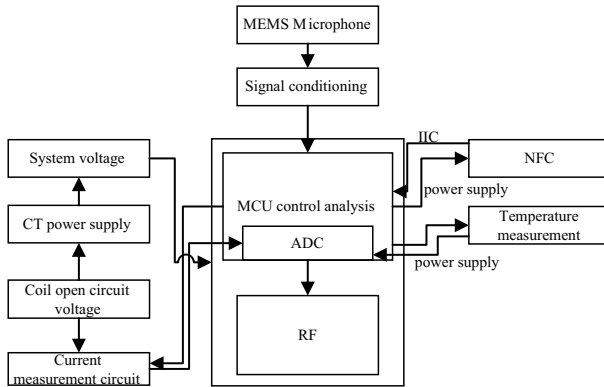 MEMS Microphone
Signal conditioning
System voltage
CT power supply
Coil open circuit
voltage
Current
measurement circuit
MCU control analysis
ADC
RF
IIC
NFC
power supply
Temperature
measurement
power supply